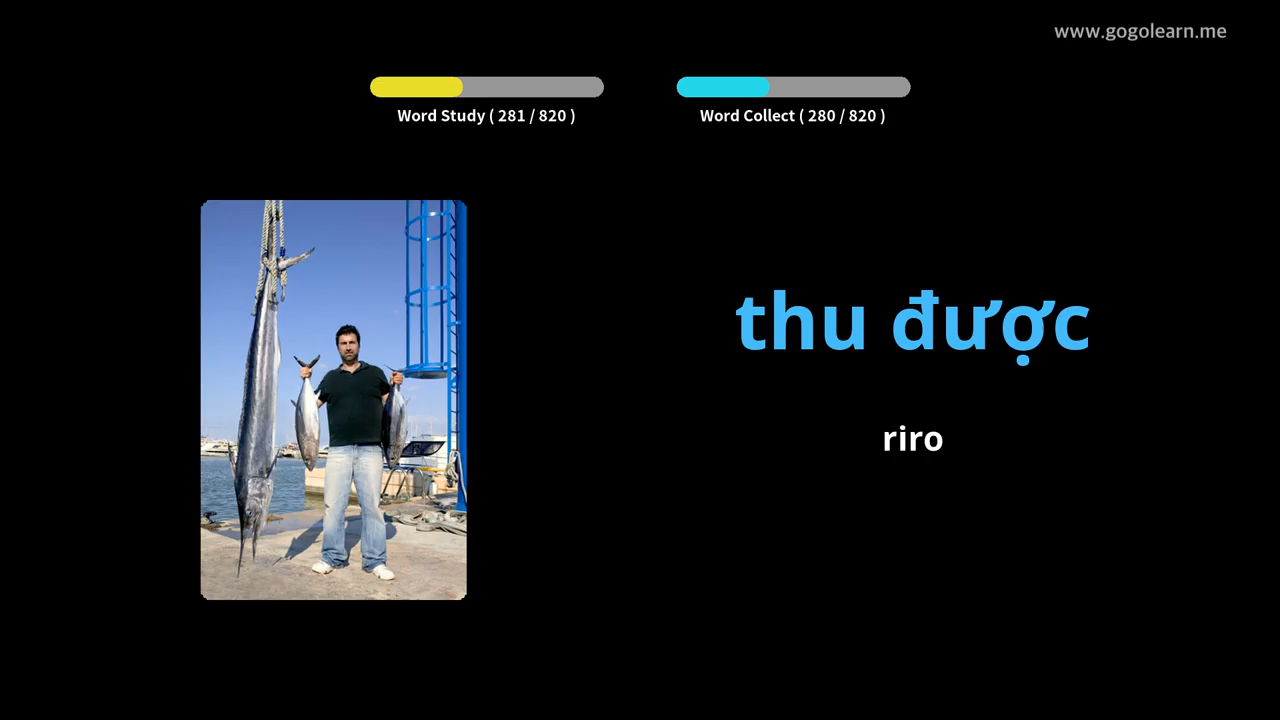 www.gogolearn.me
Word Study ( 281 / 820 )
Word Collect ( 280 / 820 )
thu được
riro